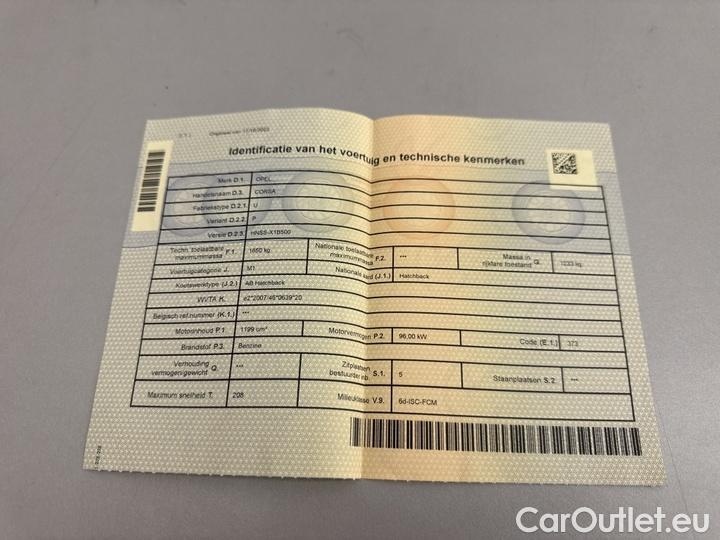 Identificatie van het voertuig en technische kenmerken
Merk D.1. OPEL
Handelsnaam D.3. CORSA
Fabriekstype D.2.1. U
Variant D.2.2. P
Versie D.2.3. HNSS-X1B500
Techn. toelaatbare maximummassa F.1. 1650 kg. Nationale toelaatbare maximummassa F.2. *** Massa in rijklare toestand G. 1233 kg.
Voertuigcategorie J. M1 Nationale aard (J.1.) Hatchback
Koetswerktype (J.2.) AB Hatchback
WVTA K. e2*2007/46*0639*20
Belgisch ref.nummer (K.1.) ***
Motorinhoud P.1. 1199 cm³ Motorvermogen P.2. 96,00 kW Code (E.1.) 373
Brandstof P.3. Benzine
Verhouding vermogen/gewicht Q. *** Zitplaatsen bestuurder inb. S.1. 5 Staanplaatsen S.2. ***
Maximum snelheid T. 208 Milieuklasse V.9. 6d-ISC-FCM
CarOutlet.eu